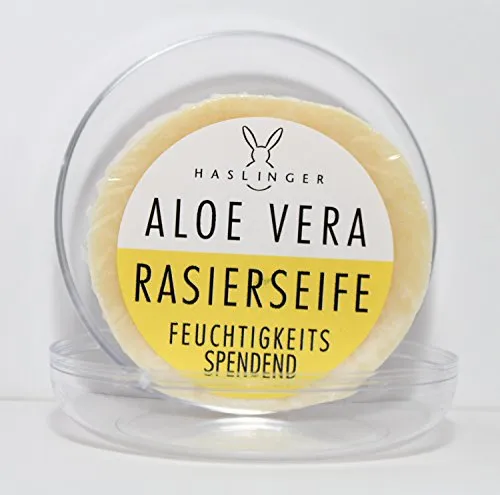 HASLINGER
ALOE VERA
RASIERSEIFE
FEUCHTIGKEITS
SPENDEND